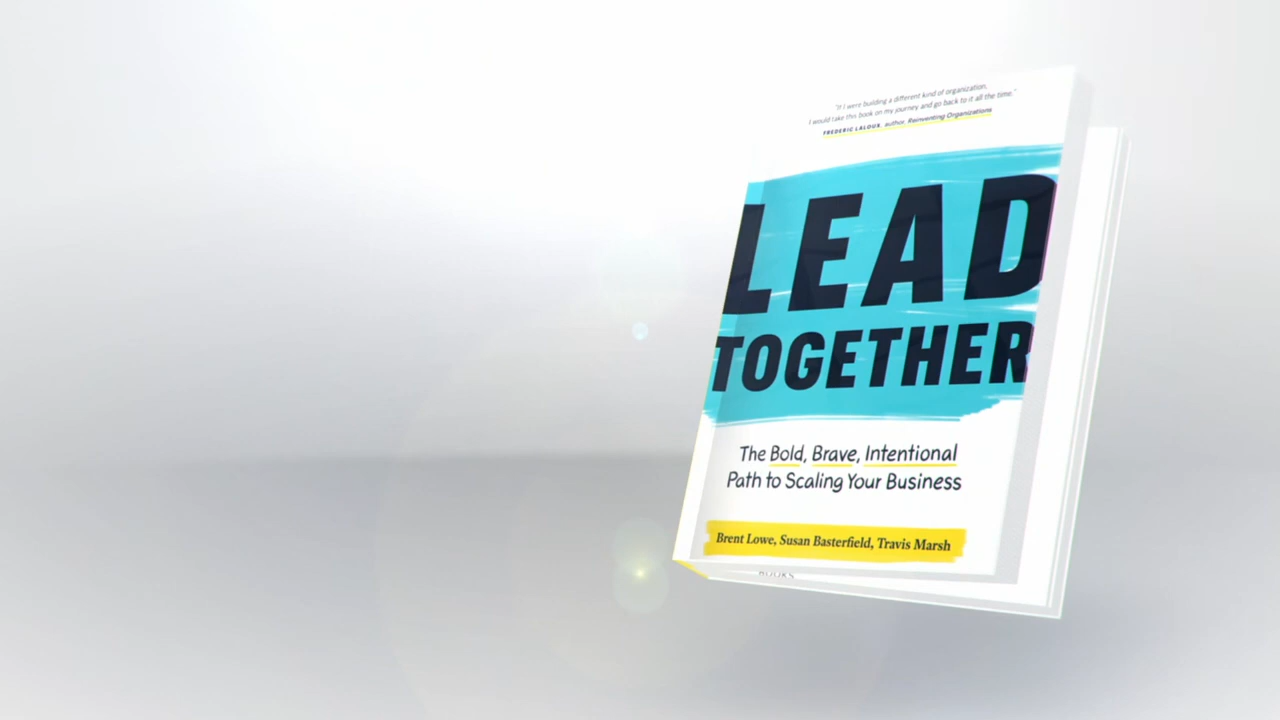 "If I were building a different kind of organization,
I would take this book on my journey and go back to it all the time."
FREDERIC LALOUX, author, Reinventing Organizations
LEAD
TOGETHER
The Bold, Brave, Intentional
Path to Scaling Your Business
Brent Lowe, Susan Basterfield, Travis Marsh
BOOKS